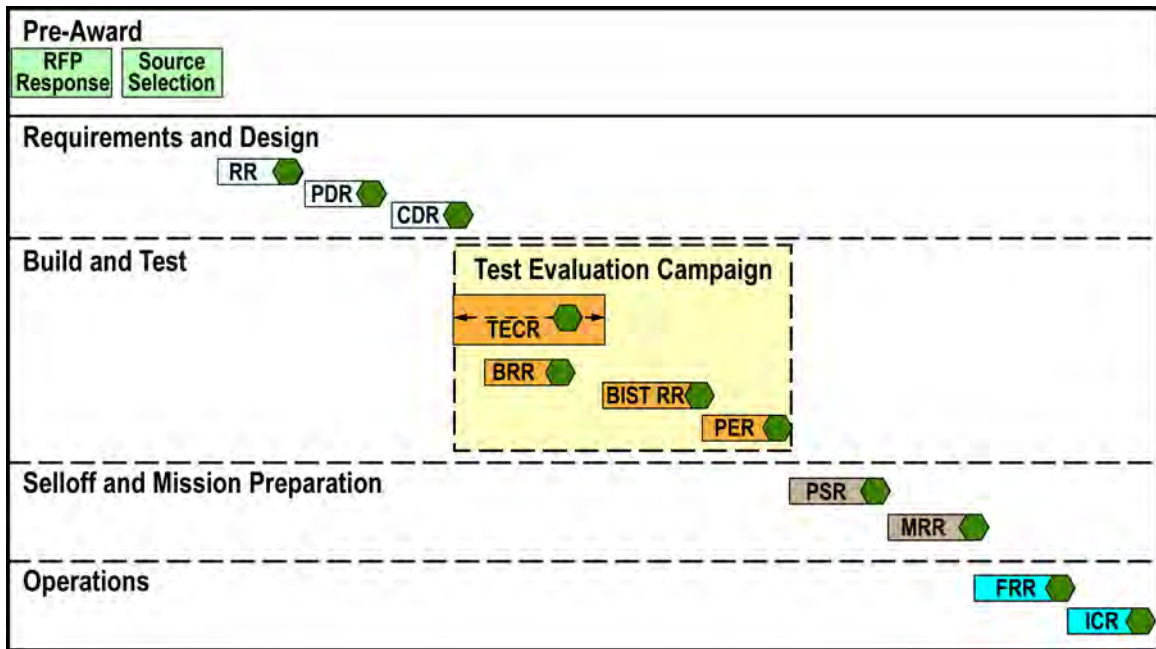 Pre-Award
RFP
Response
Source
Selection
Requirements and Design
RR
PDR
CDR
Build and Test
Test Evaluation Campaign
TECR
BRR
BIST RR
PER
Selloff and Mission Preparation
PSR
MRR
Operations
FRR
ICR